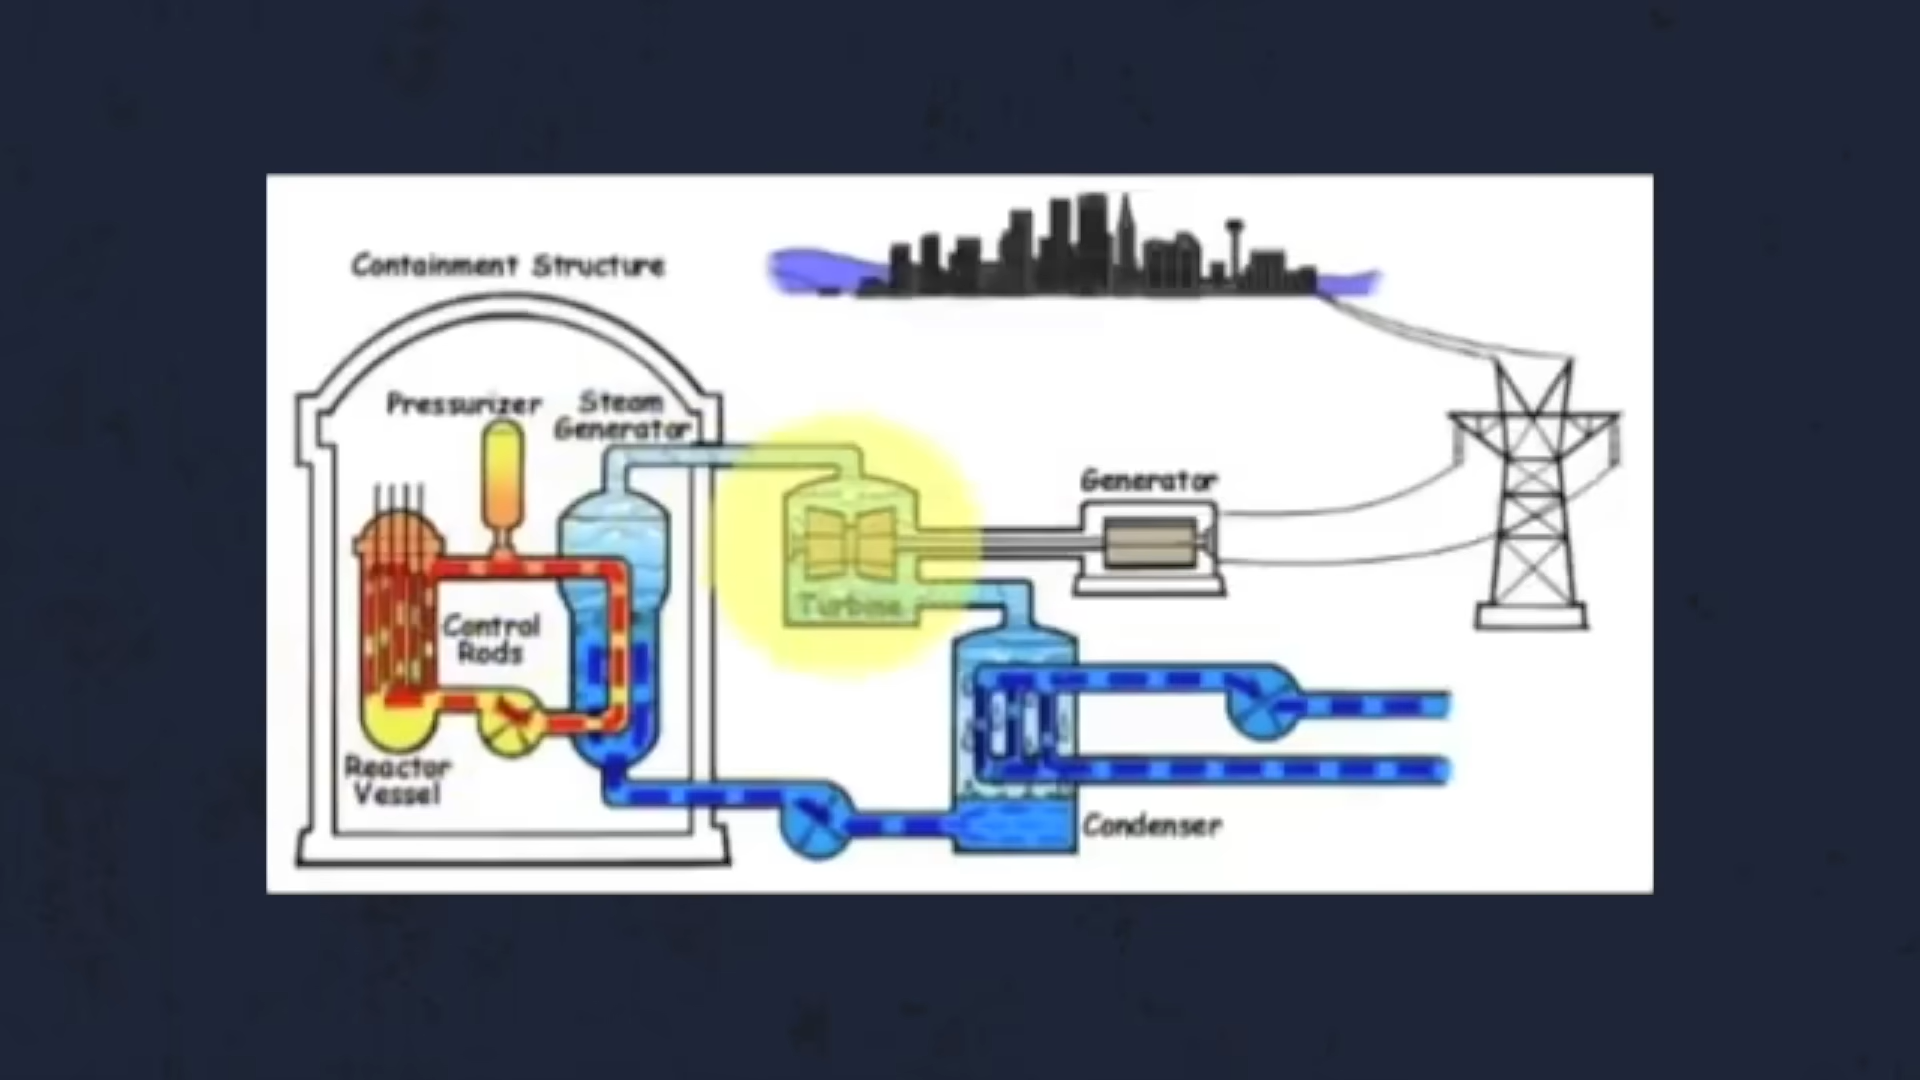 Containment Structure
Pressurizer
Steam
Generator
Generator
Turbine
Control
Rods
Reactor
Vessel
Condenser